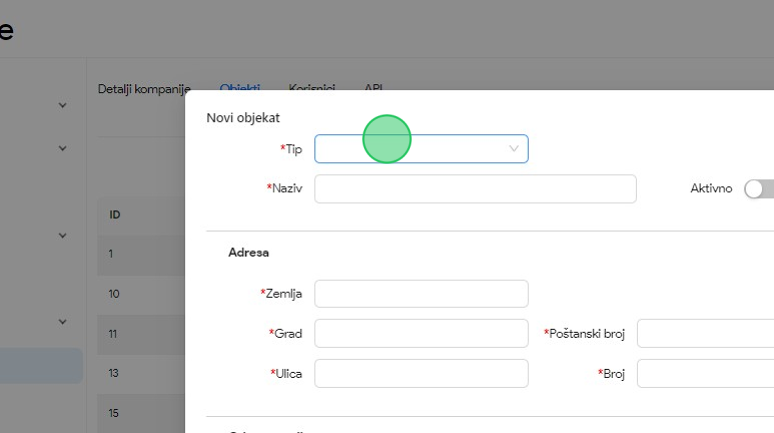 e
Detalji kompanije Objekti Korisnici API
Novi objekat
*Tip
*Naziv Aktivno
ID
Adresa
1
*Zemlja
10
*Grad *Poštanski broj
11
*Ulica *Broj
13
15